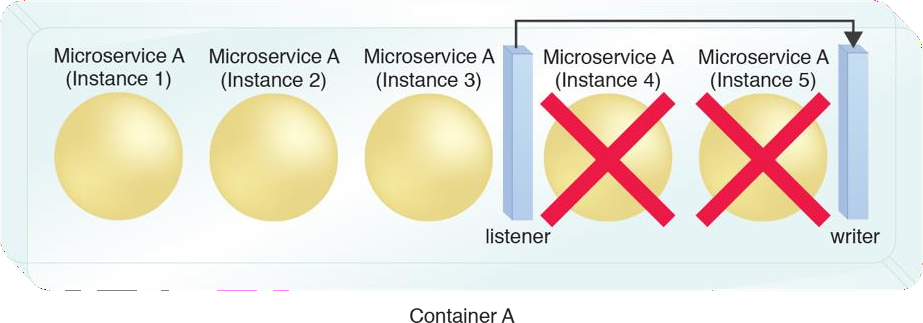 Microservice A
(Instance 1)
Microservice A
(Instance 2)
Microservice A
(Instance 3)
Microservice A
(Instance 4)
Microservice A
(Instance 5)
listener
writer
Container A